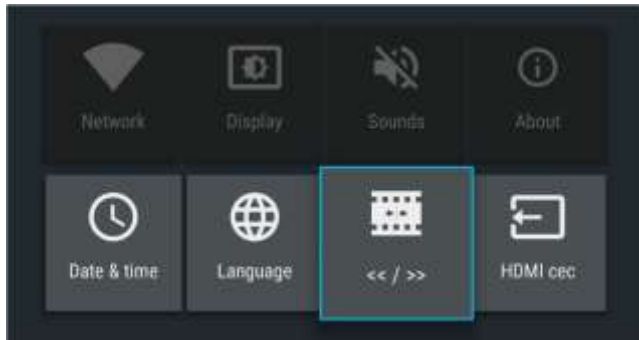 Network
Display
Sounds
About
Date & time
Language
<< / >>
HDMI cec